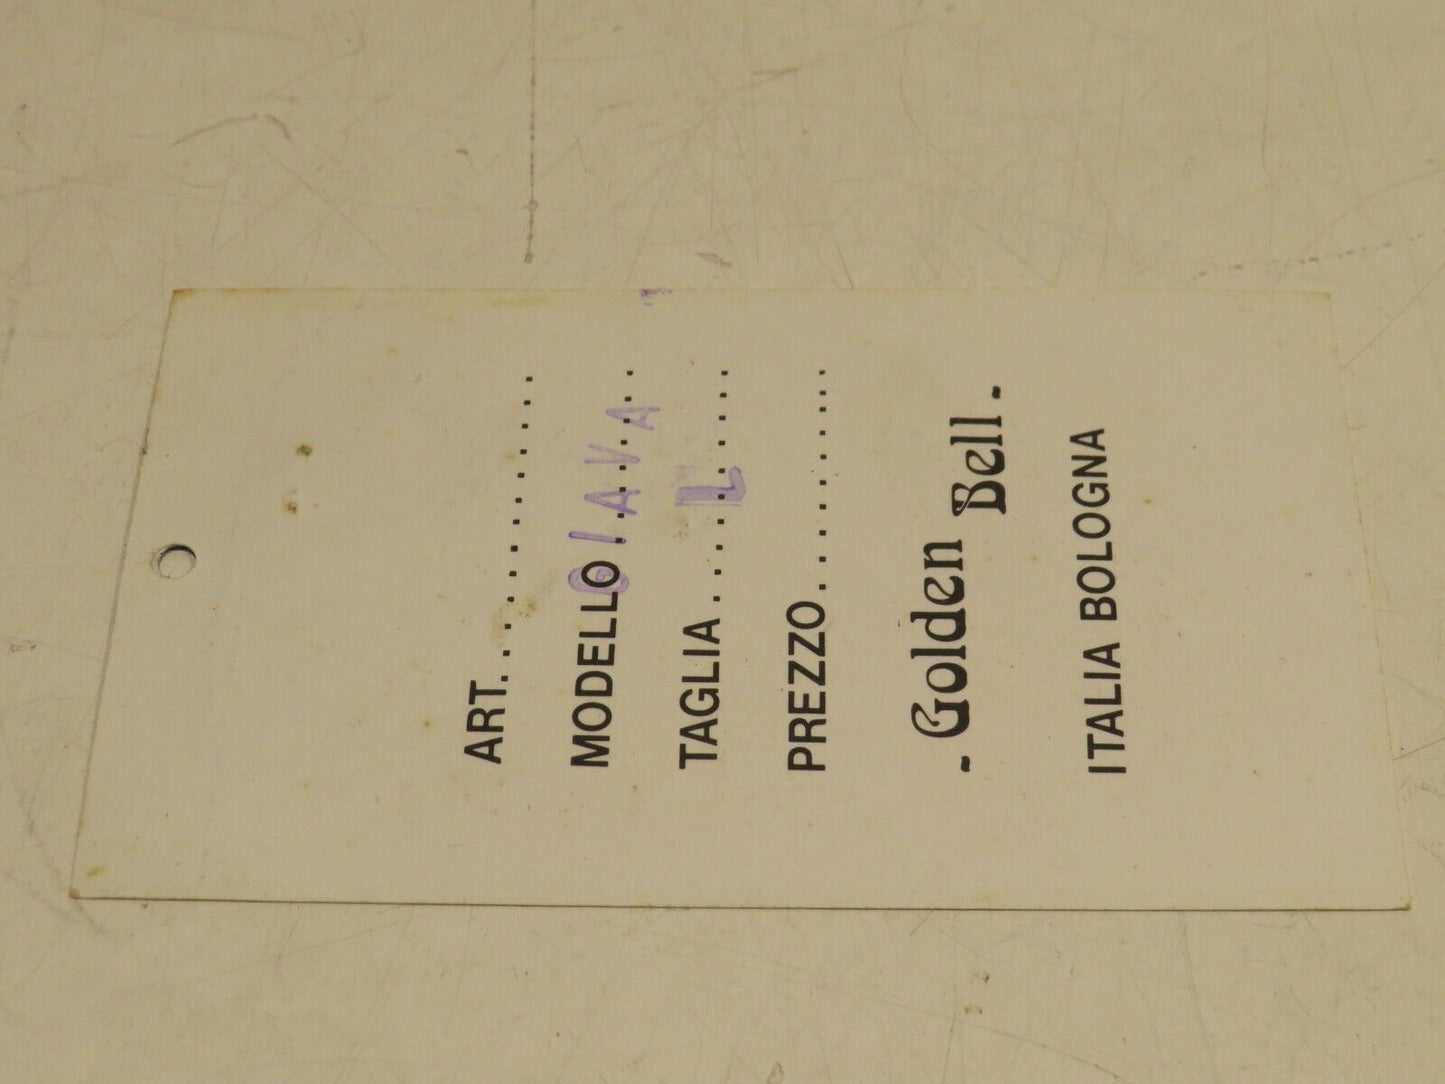 ART. ..............
MODELLO GIAVA
TAGLIA L
PREZZO ..............
- Golden Bell -
ITALIA BOLOGNA